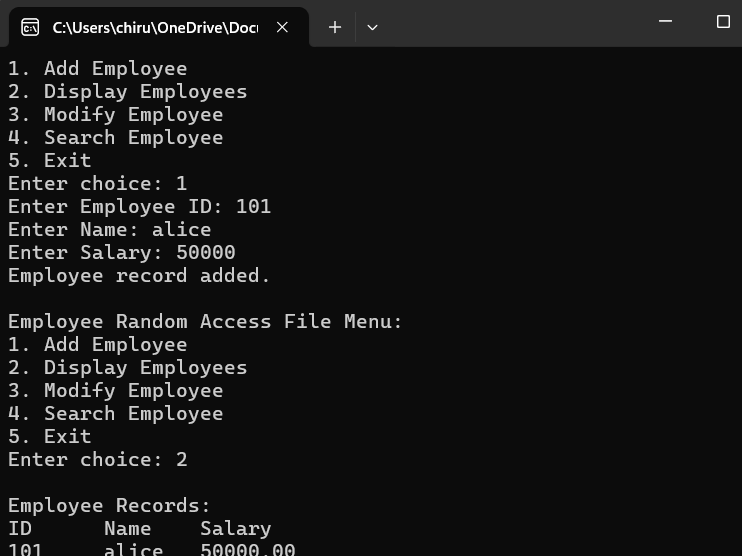 C:\Users\chiru\OneDrive\Docu
1. Add Employee
2. Display Employees
3. Modify Employee
4. Search Employee
5. Exit
Enter choice: 1
Enter Employee ID: 101
Enter Name: alice
Enter Salary: 50000
Employee record added.

Employee Random Access File Menu:
1. Add Employee
2. Display Employees
3. Modify Employee
4. Search Employee
5. Exit
Enter choice: 2

Employee Records:
ID      Name    Salary
101     alice   50000.00